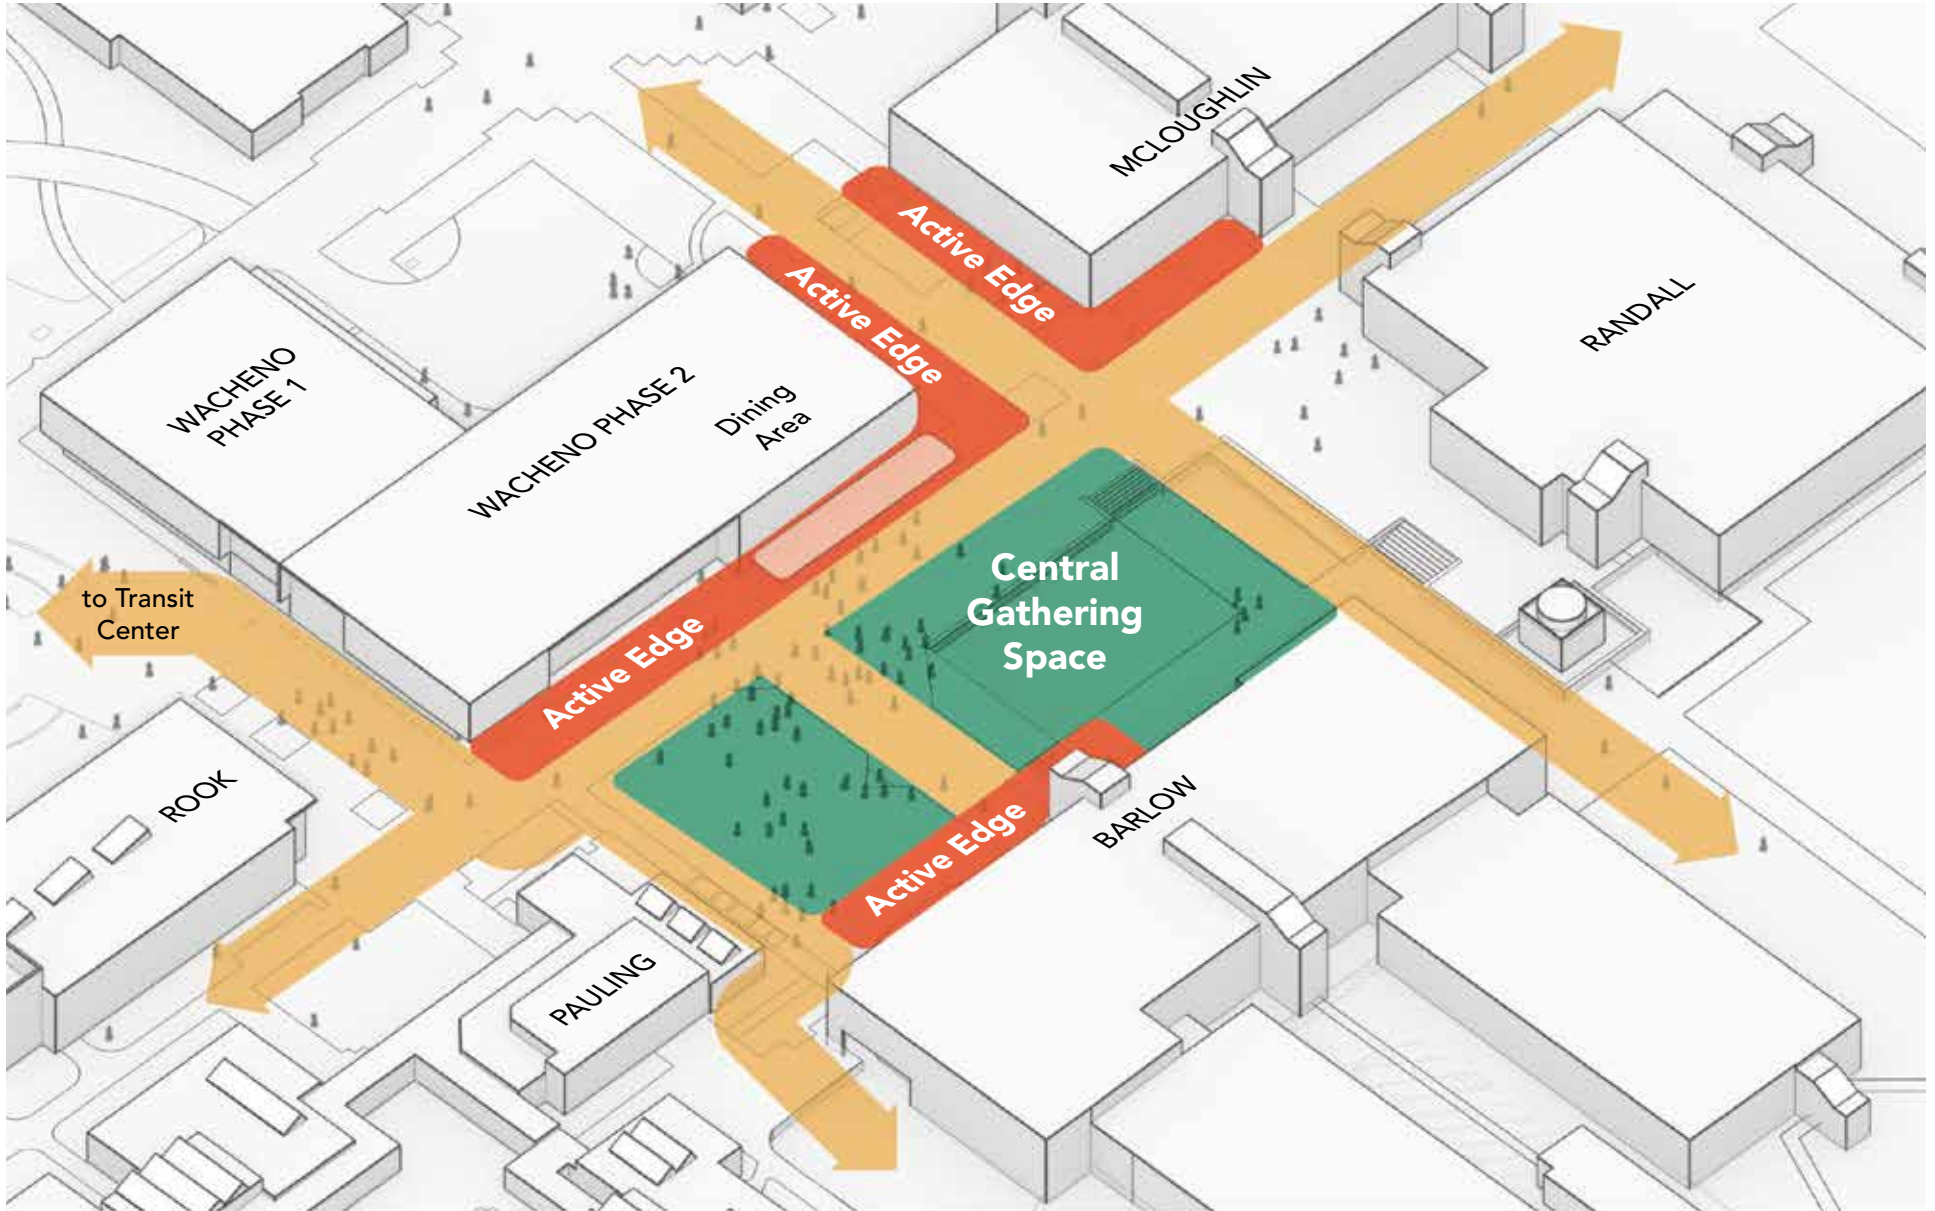 MCLOUGHLIN
Active Edge
Active Edge
RANDALL
WACHENO
PHASE 1
WACHENO PHASE 2
Dining
Area
Central
Gathering
Space
to Transit
Center
Active Edge
ROOK
Active Edge
BARLOW
PAULING